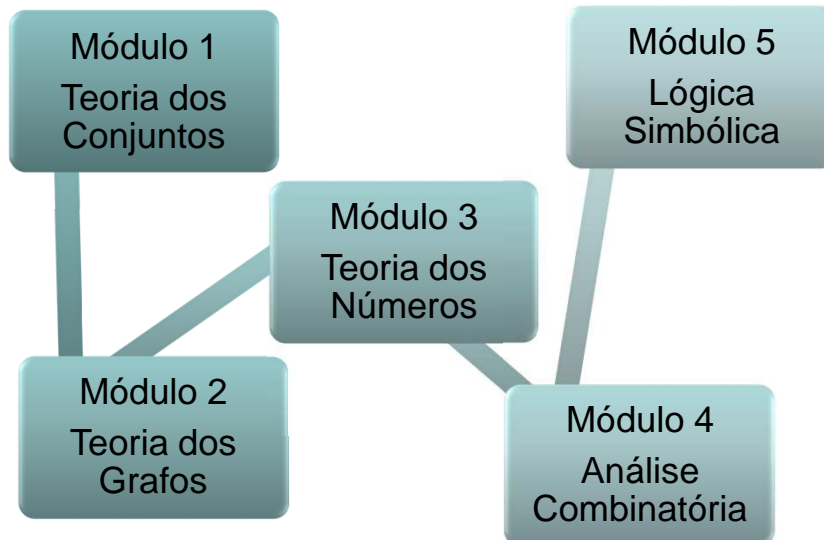 Módulo 1
Teoria dos
Conjuntos
Módulo 2
Teoria dos
Grafos
Módulo 3
Teoria dos
Números
Módulo 4
Análise
Combinatória
Módulo 5
Lógica
Simbólica